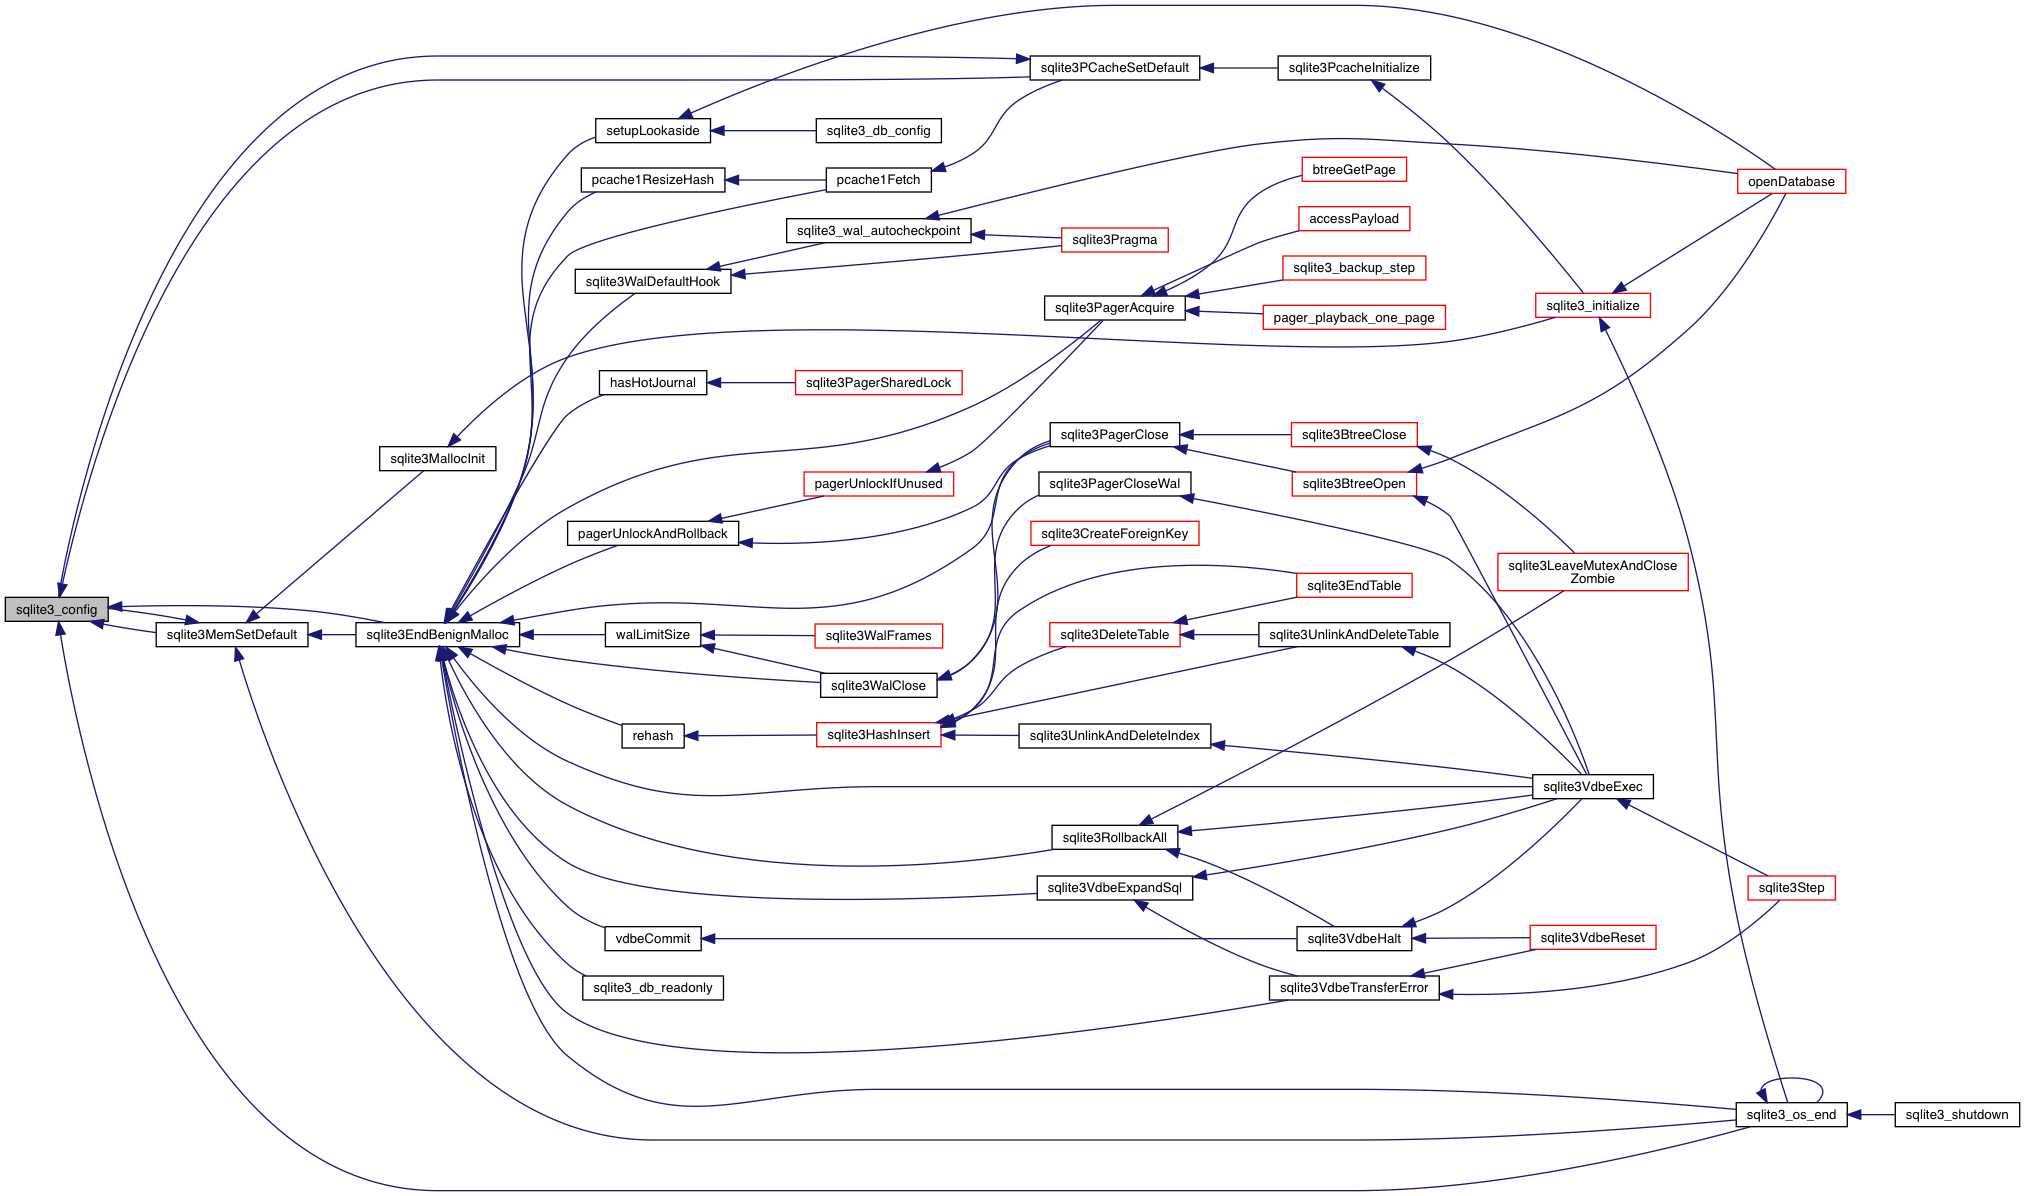 sqlite3PCacheSetDefault
sqlite3PcacheInitialize
setupLookaside
sqlite3_db_config
btreeGetPage
pcache1ResizeHash
pcache1Fetch
openDatabase
accessPayload
sqlite3_wal_autocheckpoint
sqlite3Pragma
sqlite3_backup_step
sqlite3WalDefaultHook
sqlite3PagerAcquire
sqlite3_initialize
pager_playback_one_page
hasHotJournal
sqlite3PagerSharedLock
sqlite3PagerClose
sqlite3BtreeClose
sqlite3MallocInit
pagerUnlockIfUnused
sqlite3PagerCloseWal
sqlite3BtreeOpen
pagerUnlockAndRollback
sqlite3CreateForeignKey
sqlite3LeaveMutexAndClose
Zombie
sqlite3EndTable
sqlite3_config
sqlite3MemSetDefault
sqlite3EndBenignMalloc
walLimitSize
sqlite3WalFrames
sqlite3DeleteTable
sqlite3UnlinkAndDeleteTable
sqlite3WalClose
rehash
sqlite3HashInsert
sqlite3UnlinkAndDeleteIndex
sqlite3VdbeExec
sqlite3RollbackAll
sqlite3VdbeExpandSql
sqlite3Step
vdbeCommit
sqlite3VdbeHalt
sqlite3VdbeReset
sqlite3_db_readonly
sqlite3VdbeTransferError
sqlite3_os_end
sqlite3_shutdown